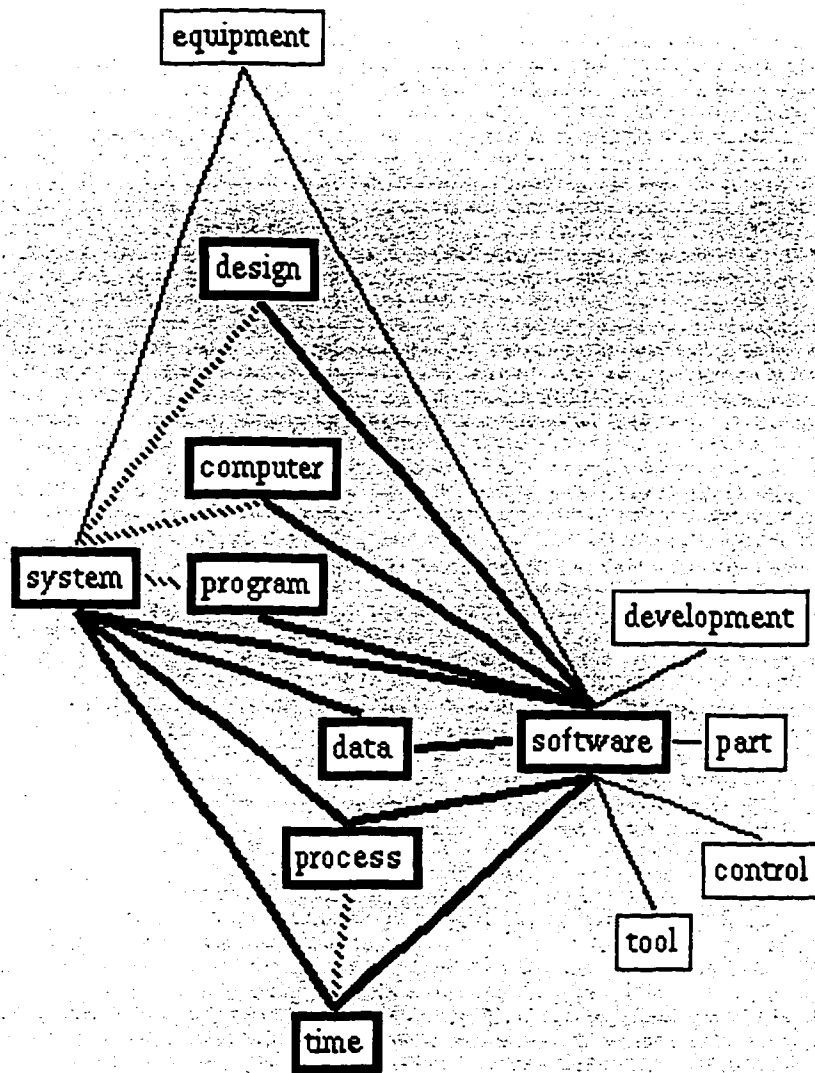 equipment
design
computer
system
program
development
data
software
part
process
control
tool
time